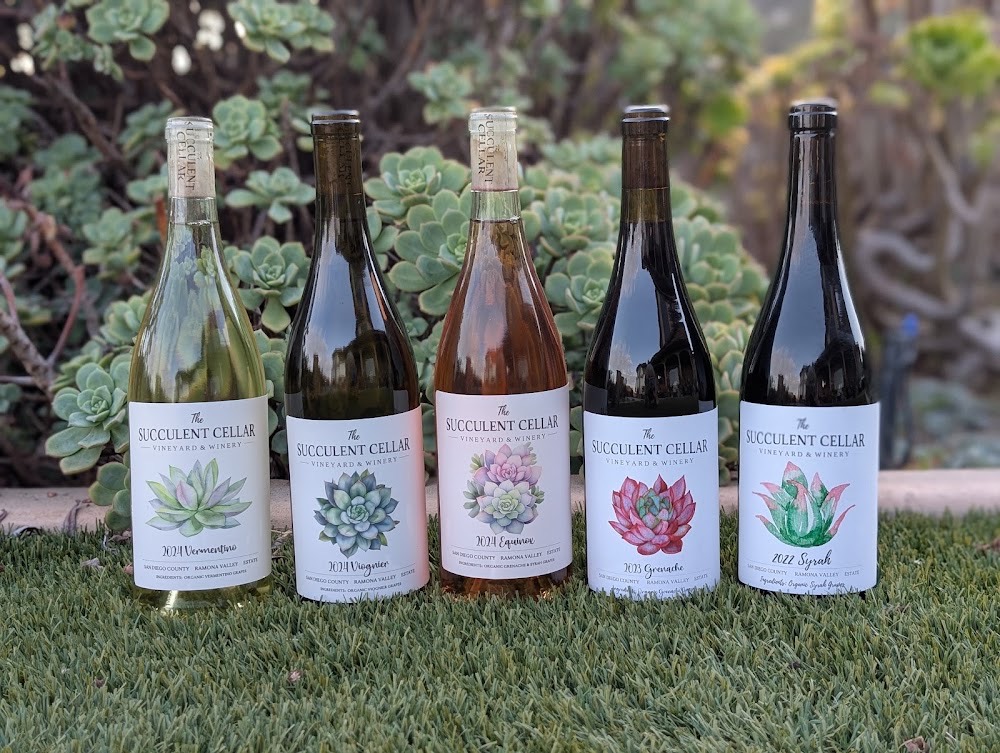 SUCCULENT
CELLAR
The
SUCCULENT CELLAR
VINEYARD & WINERY
2024 Vermentino
SAN DIEGO COUNTY RAMONA VALLEY ESTATE
INGREDIENTS: ORGANIC VERMENTINO GRAPES
The
SUCCULENT CELLAR
VINEYARD & WINERY
2024 Viognier
SAN DIEGO COUNTY RAMONA VALLEY ESTATE
INGREDIENTS: ORGANIC VIOGNIER GRAPES
SUCCULENT
CELLAR
The
SUCCULENT CELLAR
VINEYARD & WINERY
2024 Equinox
SAN DIEGO COUNTY RAMONA VALLEY ESTATE
INGREDIENTS: ORGANIC GRENACHE & SYRAH GRAPES
The
SUCCULENT CELLAR
VINEYARD & WINERY
2023 Grenache
SAN DIEGO COUNTY RAMONA VALLEY ESTATE
The
SUCCULENT CELLAR
VINEYARD & WINERY
2022 Syrah
SAN DIEGO COUNTY RAMONA VALLEY ESTATE
Ingredients: Organic Syrah Grapes